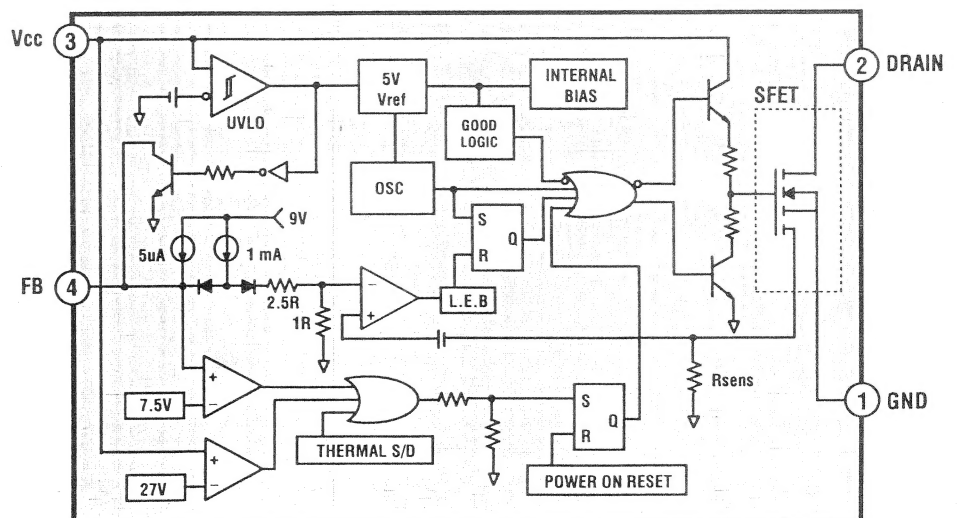 Vcc 3
5V
Vref
INTERNAL
BIAS
2 DRAIN
SFET
UVLO
GOOD
LOGIC
OSC
9V
S
R
Q
5uA
1 mA
FB 4
2.5R
1R
−
+
L.E.B
Rsens
+
−
7.5V
S
R
Q
1 GND
THERMAL S/D
+
−
27V
POWER ON RESET